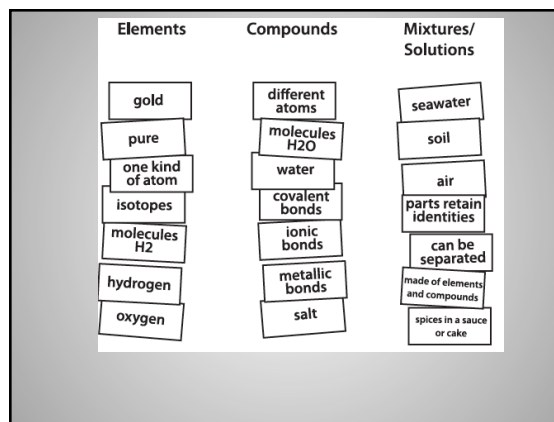 Elements
gold
pure
one kind
of atom
isotopes
molecules
H2
hydrogen
oxygen
Compounds
different
atoms
molecules
H2O
water
covalent
bonds
ionic
bonds
metallic
bonds
salt
Mixtures/
Solutions
seawater
soil
air
parts retain
identities
can be
separated
made of elements
and compounds
spices in a sauce
or cake